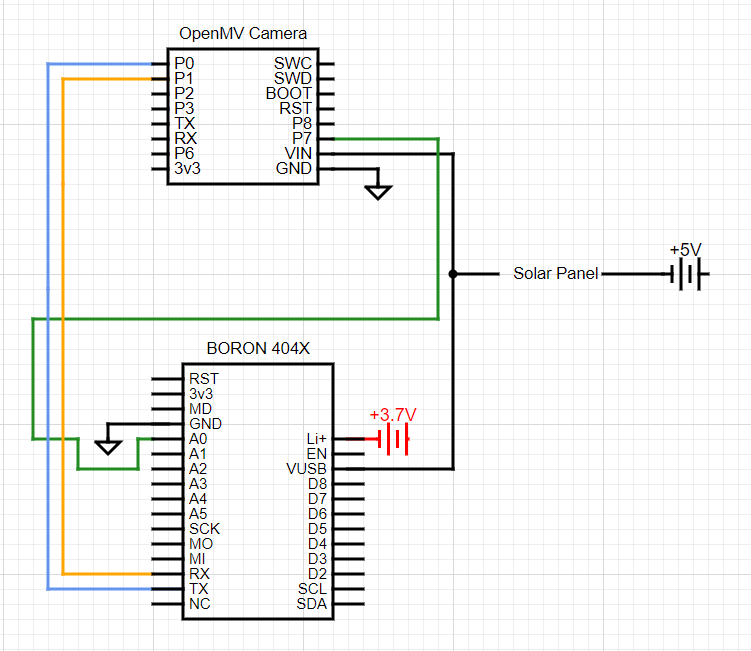 OpenMV Camera
P0 SWC
P1 SWD
P2 BOOT
P3 RST
TX P8
RX P7
P6 VIN
3v3 GND
+5V
Solar Panel
BORON 404X
RST
3v3
MD
GND
+3.7V
A0 Li+
A1 EN
A2 VUSB
A3 D8
A4 D7
A5 D6
SCK D5
MO D4
MI D3
RX D2
TX SCL
NC SDA